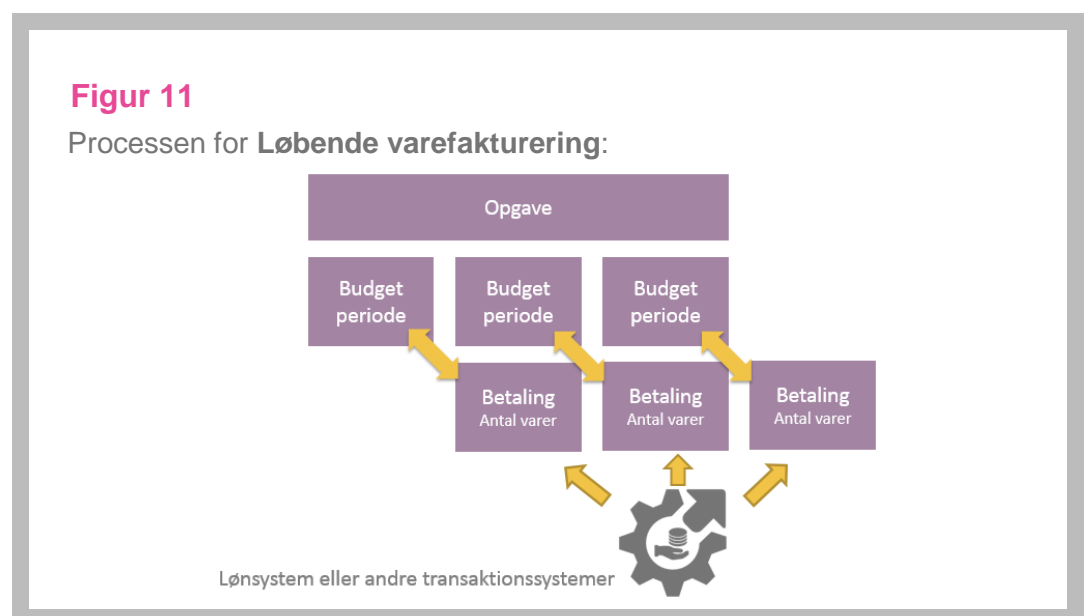 Figur 11
Processen for Løbende varefakturering:
Opgave
Budget
periode
Budget
periode
Budget
periode
Betaling
Antal varer
Betaling
Antal varer
Betaling
Antal varer
Lønsystem eller andre transaktionssystemer